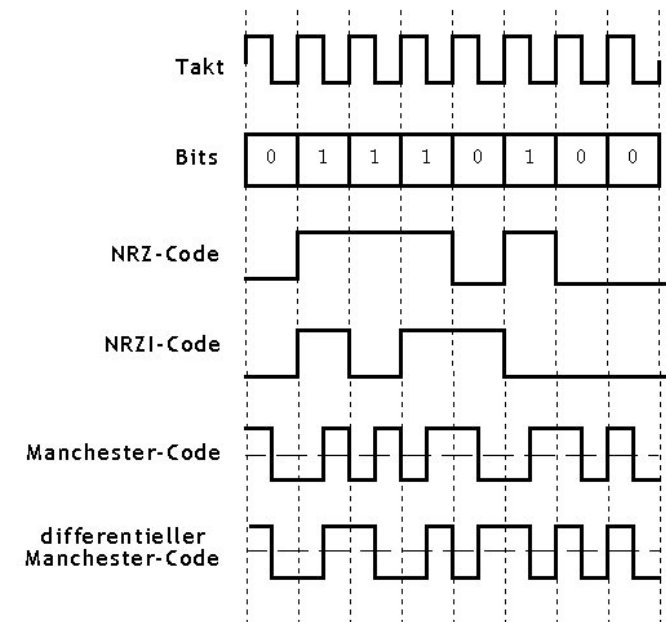 Takt
Bits 0 1 1 1 0 1 0 0
NRZ-Code
NRZI-Code
Manchester-Code
differentieller
Manchester-Code